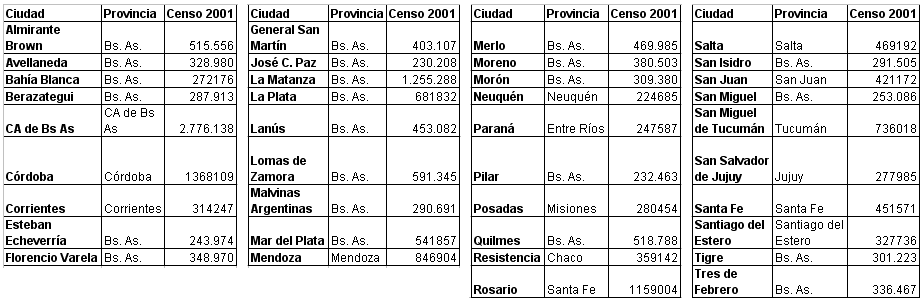 Ciudad Provincia Censo 2001
Almirante
Brown Bs. As. 515.556
Avellaneda Bs. As. 328.980
Bahía Blanca Bs. As. 272176
Berazategui Bs. As. 287.913
CA de Bs As CA de Bs
As 2.776.138
Córdoba Córdoba 1368109
Corrientes Corrientes 314247
Esteban
Echeverría Bs. As. 243.974
Florencio Varela Bs. As. 348.970
Ciudad Provincia Censo 2001
General San
Martín Bs. As. 403.107
José C. Paz Bs. As. 230.208
La Matanza Bs. As. 1.255.288
La Plata Bs. As. 681832
Lanús Bs. As. 453.082
Lomas de
Zamora Bs. As. 591.345
Malvinas
Argentinas Bs. As. 290.691
Mar del Plata Bs. As. 541857
Mendoza Mendoza 846904
Ciudad Provincia Censo 2001
Merlo Bs. As. 469.985
Moreno Bs. As. 380.503
Morón Bs. As. 309.380
Neuquén Neuquén 224685
Paraná Entre Ríos 247587
Pilar Bs. As. 232.463
Posadas Misiones 280454
Quilmes Bs. As. 518.788
Resistencia Chaco 359142
Rosario Santa Fe 1159004
Ciudad Provincia Censo 2001
Salta Salta 469192
San Isidro Bs. As. 291.505
San Juan San Juan 421172
San Miguel Bs. As. 253.086
San Miguel
de Tucumán Tucumán 736018
San Salvador
de Jujuy Jujuy 277985
Santa Fe Santa Fe 451571
Santiago del Santiago del
Estero Estero 327736
Tigre Bs. As. 301.223
Tres de
Febrero Bs. As. 336.467